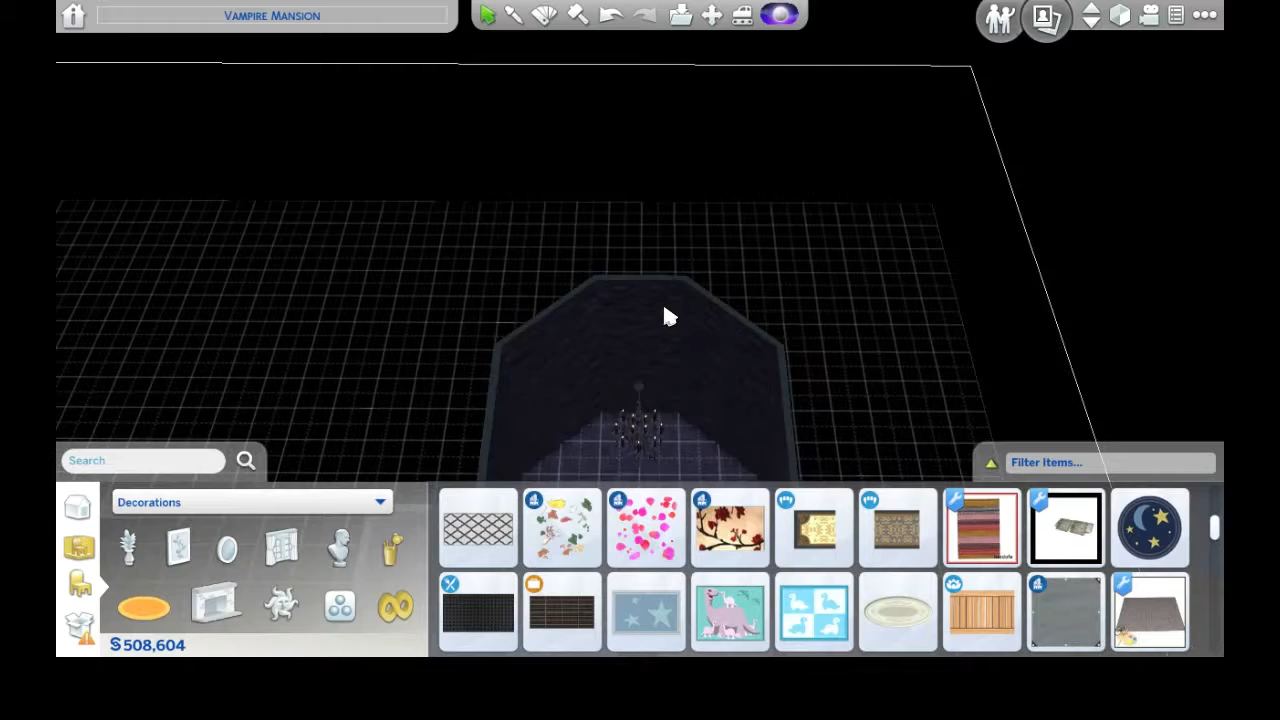 VAMPIRE MANSION
Search...
Filter Items...
Decorations
§508,604